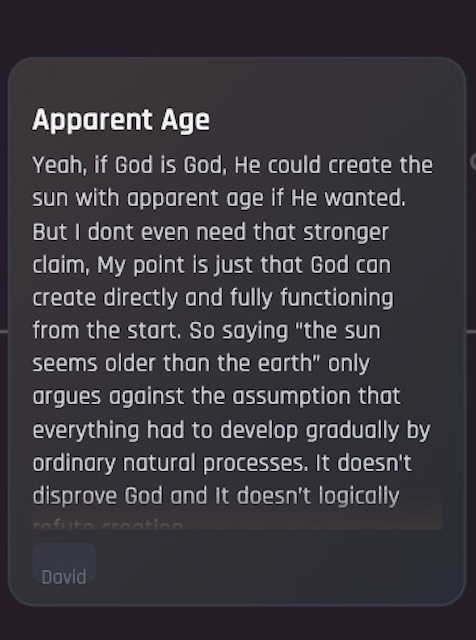 Apparent Age
Yeah, if God is God, He could create the
sun with apparent age if He wanted.
But I dont even need that stronger
claim, My point is just that God can
create directly and fully functioning
from the start. So saying "the sun
seems older than the earth" only
argues against the assumption that
everything had to develop gradually by
ordinary natural processes. It doesn't
disprove God and It doesn't logically
refute creation
David